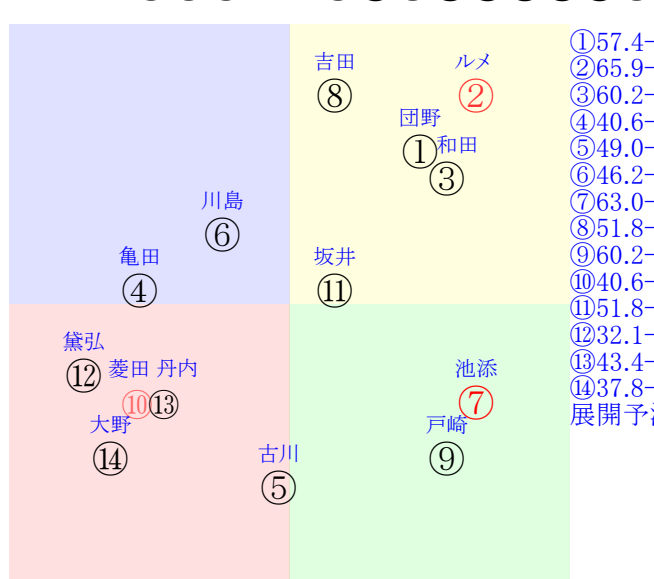 吉田 ルメ
⑧ ②
団野
① 和田
③
川島
⑥
亀田 坂井
④ ⑪
黛弘
⑫ 菱田 丹内 池添
⑩⑬ ⑦
大野 戸崎
⑭ 古川 ⑨
⑤
①57.4-
②65.9-
③60.2-
④40.6-
⑤49.0-
⑥46.2-
⑦63.0-
⑧51.8-
⑨60.2-
⑩40.6-
⑪51.8-
⑫32.1-
⑬43.4-
⑭37.8-
展開予